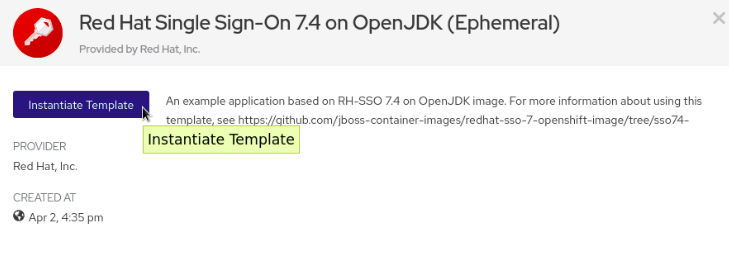 Red Hat Single Sign-On 7.4 on OpenJDK (Ephemeral)
Provided by Red Hat, Inc.
Instantiate Template
An example application based on RH-SSO 7.4 on OpenJDK image. For more information about using this
template, see https://github.com/jboss-container-images/redhat-sso-7-openshift-image/tree/sso74-
Instantiate Template
PROVIDER
Red Hat, Inc.
CREATED AT
Apr 2, 4:35 pm